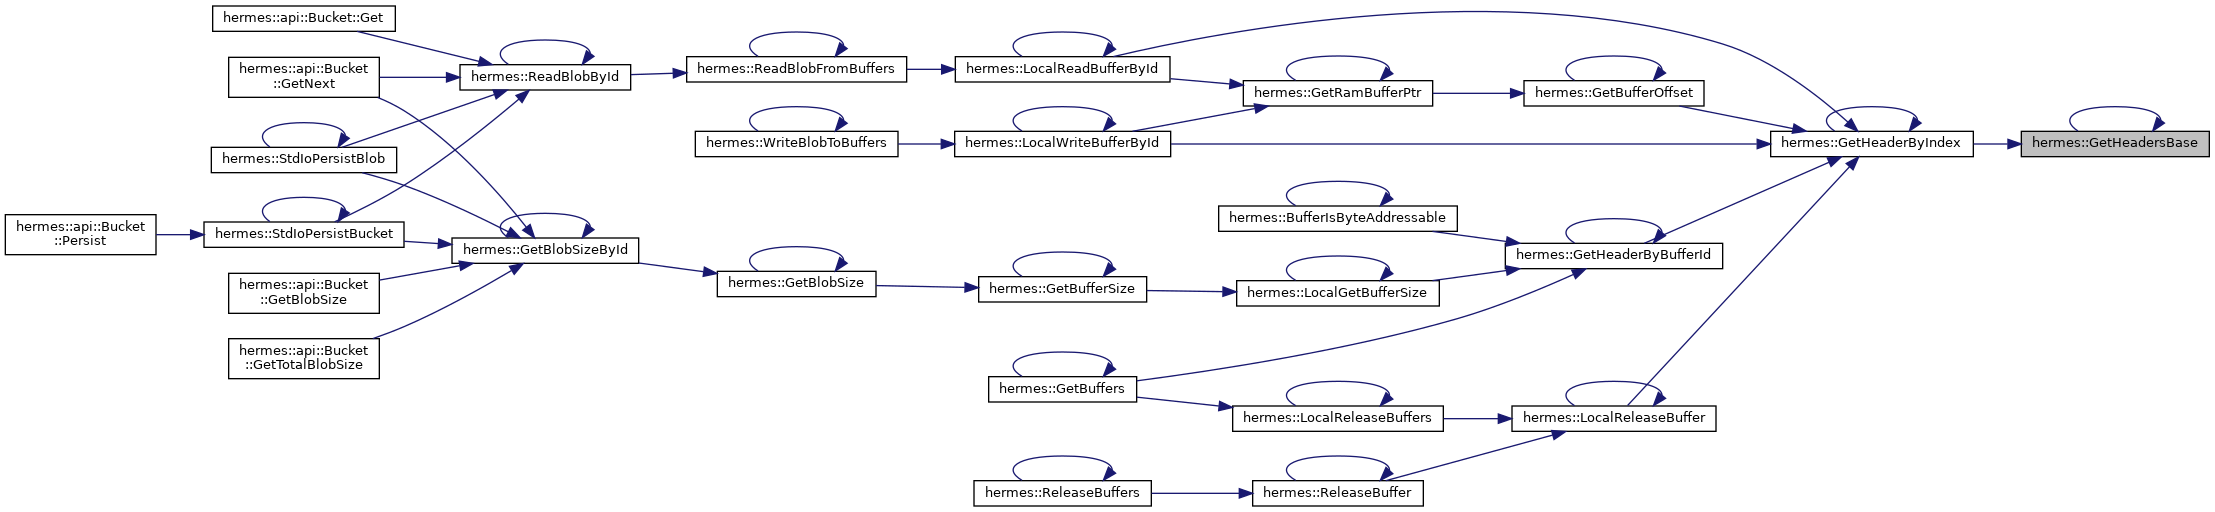 hermes::api::Bucket::Get
hermes::api::Bucket
::GetNext
hermes::ReadBlobById
hermes::ReadBlobFromBuffers
hermes::LocalReadBufferById
hermes::GetRamBufferPtr
hermes::GetBufferOffset
hermes::StdIoPersistBlob
hermes::WriteBlobToBuffers
hermes::LocalWriteBufferById
hermes::GetHeaderByIndex
hermes::GetHeadersBase
hermes::api::Bucket
::Persist
hermes::StdIoPersistBucket
hermes::GetBlobSizeById
hermes::BufferIsByteAddressable
hermes::GetHeaderByBufferId
hermes::api::Bucket
::GetBlobSize
hermes::GetBlobSize
hermes::GetBufferSize
hermes::LocalGetBufferSize
hermes::api::Bucket
::GetTotalBlobSize
hermes::GetBuffers
hermes::LocalReleaseBuffers
hermes::LocalReleaseBuffer
hermes::ReleaseBuffers
hermes::ReleaseBuffer